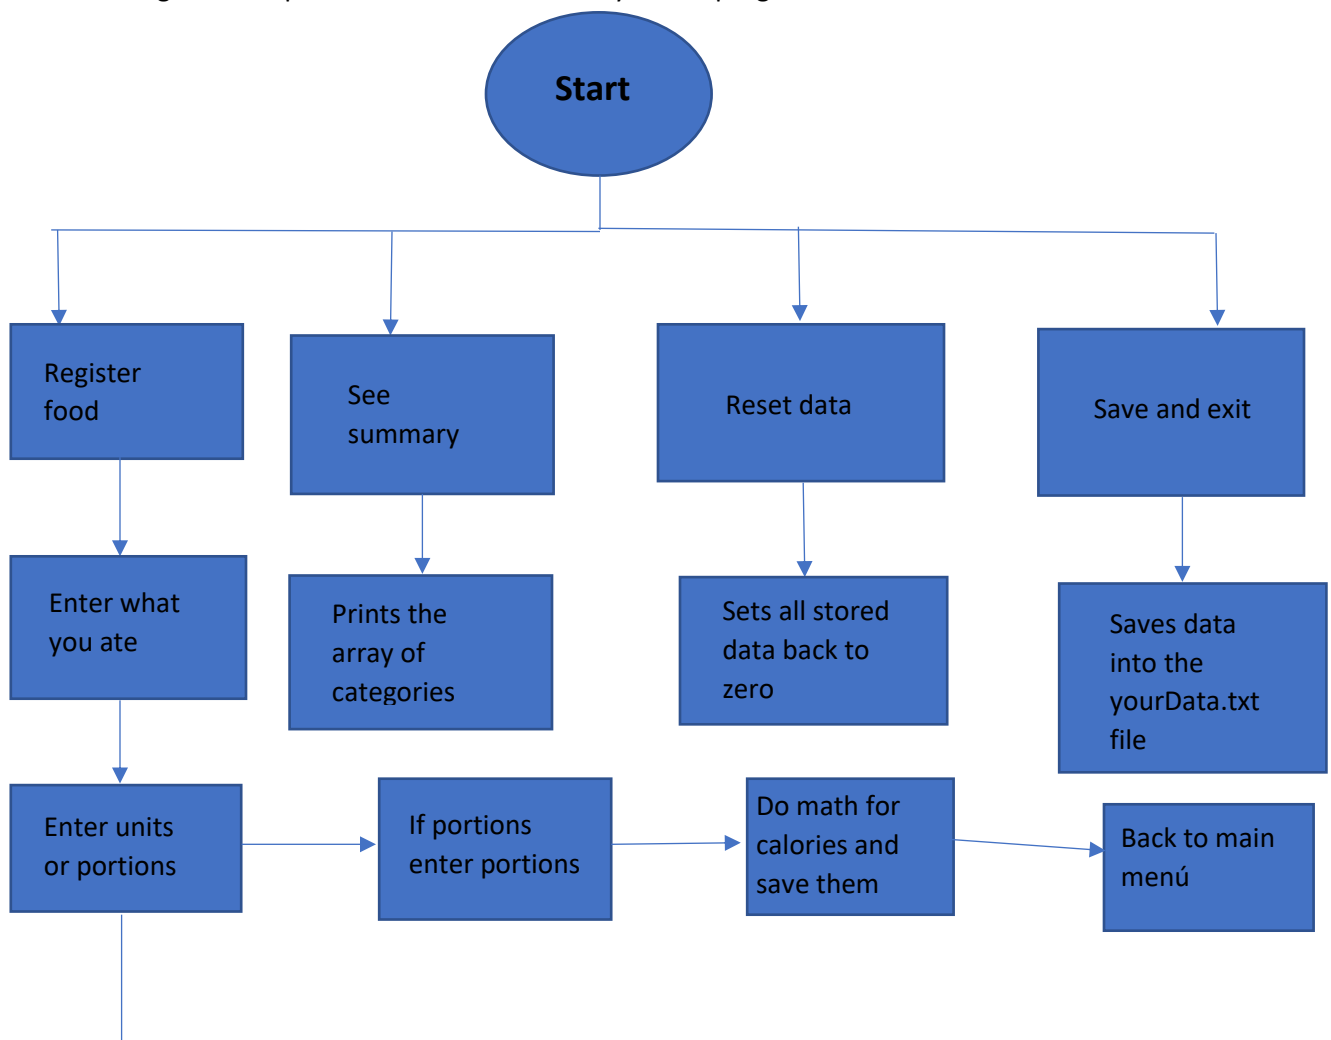 Start
Register
food
See
summary
Reset data
Save and exit
Enter what
you ate
Prints the
array of
categories
Sets all stored
data back to
zero
Saves data
into the
yourData.txt
file
Enter units
or portions
If portions
enter portions
Do math for
calories and
save them
Back to main
menú